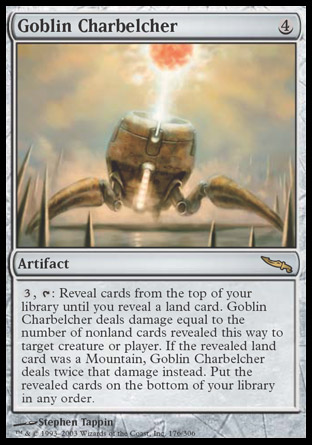 Goblin Charbelcher 4
Artifact
3, : Reveal cards from the top of your
library until you reveal a land card. Goblin
Charbelcher deals damage equal to the
number of nonland cards revealed this way to
target creature or player. If the revealed land
card was a Mountain, Goblin Charbelcher
deals twice that damage instead. Put the
revealed cards on the bottom of your library
in any order.
Stephen Tappin
™ & © 1993-2003 Wizards of the Coast, Inc. 176/306